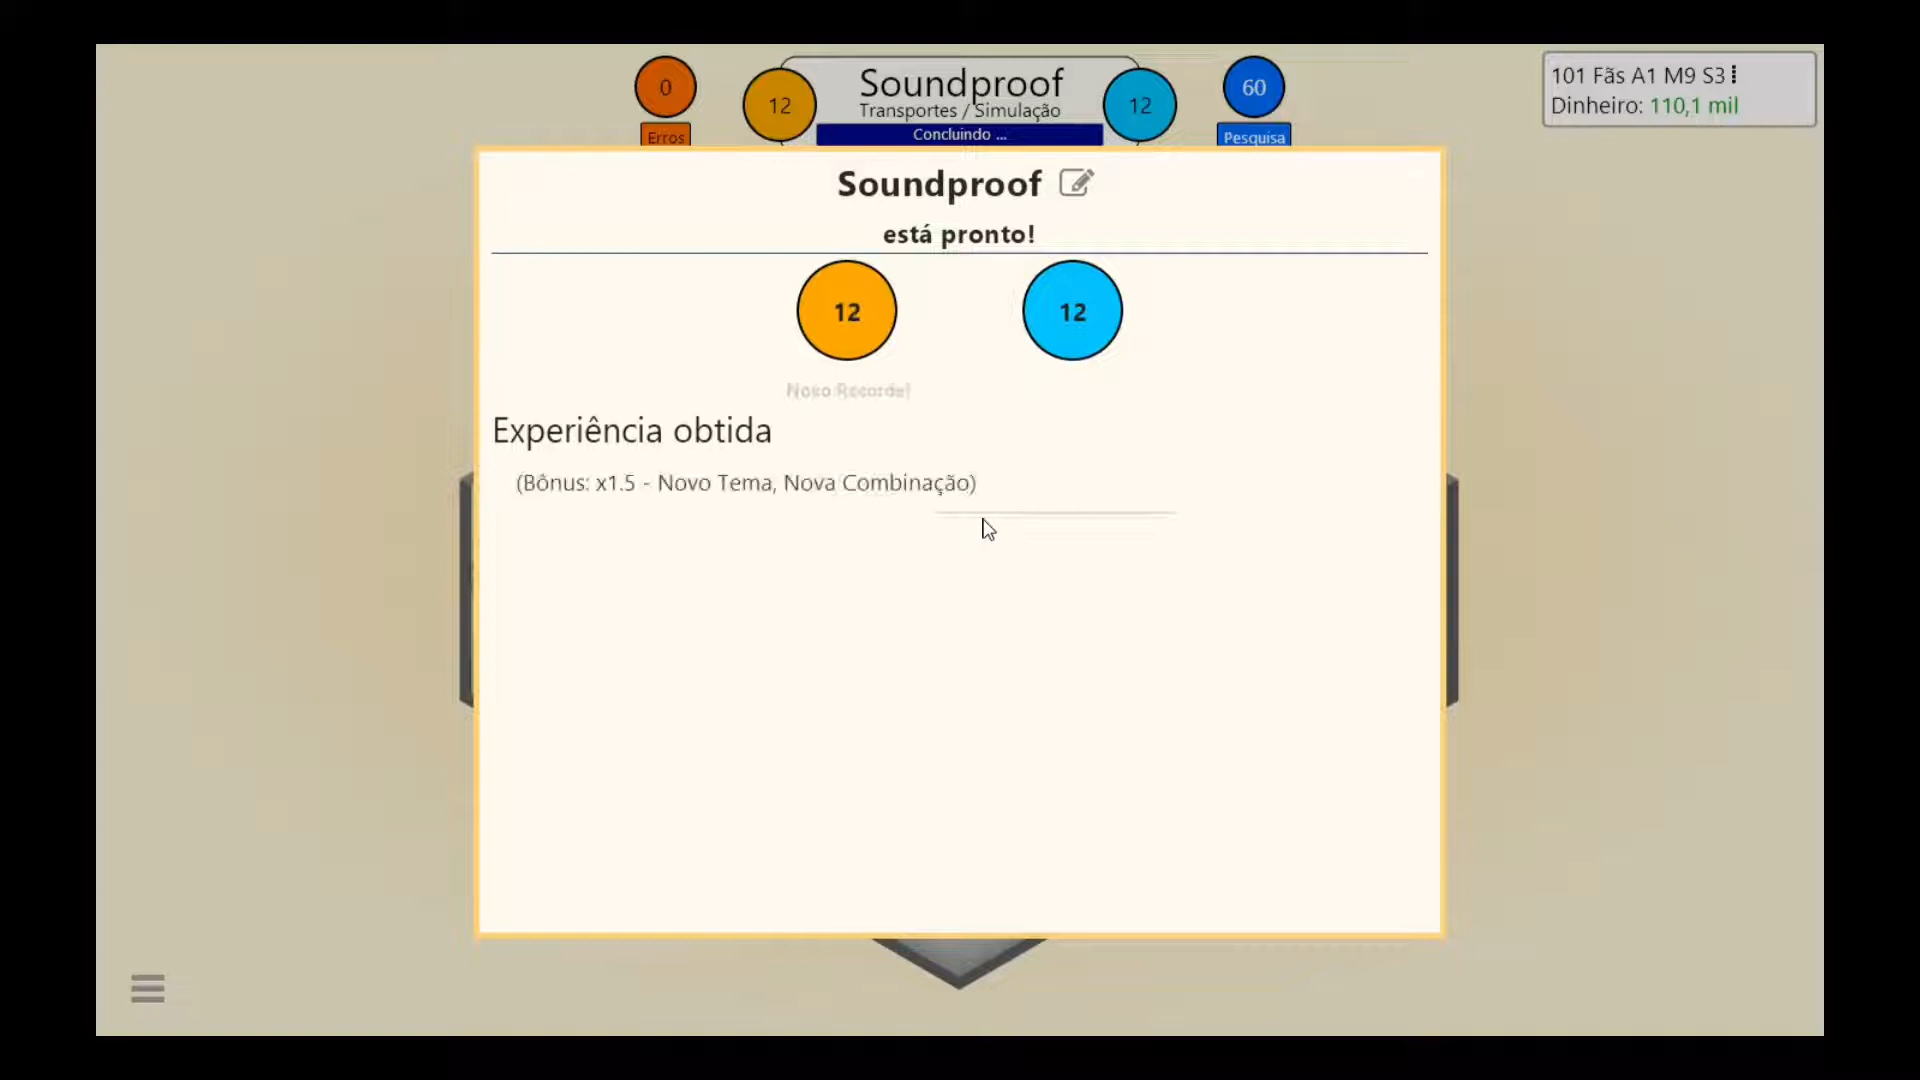 0
Erros
12
Soundproof
Transportes / Simulação
Concluindo ...
12
60
Pesquisa
101 Fãs A1 M9 S3
Dinheiro: 110,1 mil
Soundproof
está pronto!
12
12
Novo Recorde!
Experiência obtida
(Bônus: x1.5 - Novo Tema, Nova Combinação)